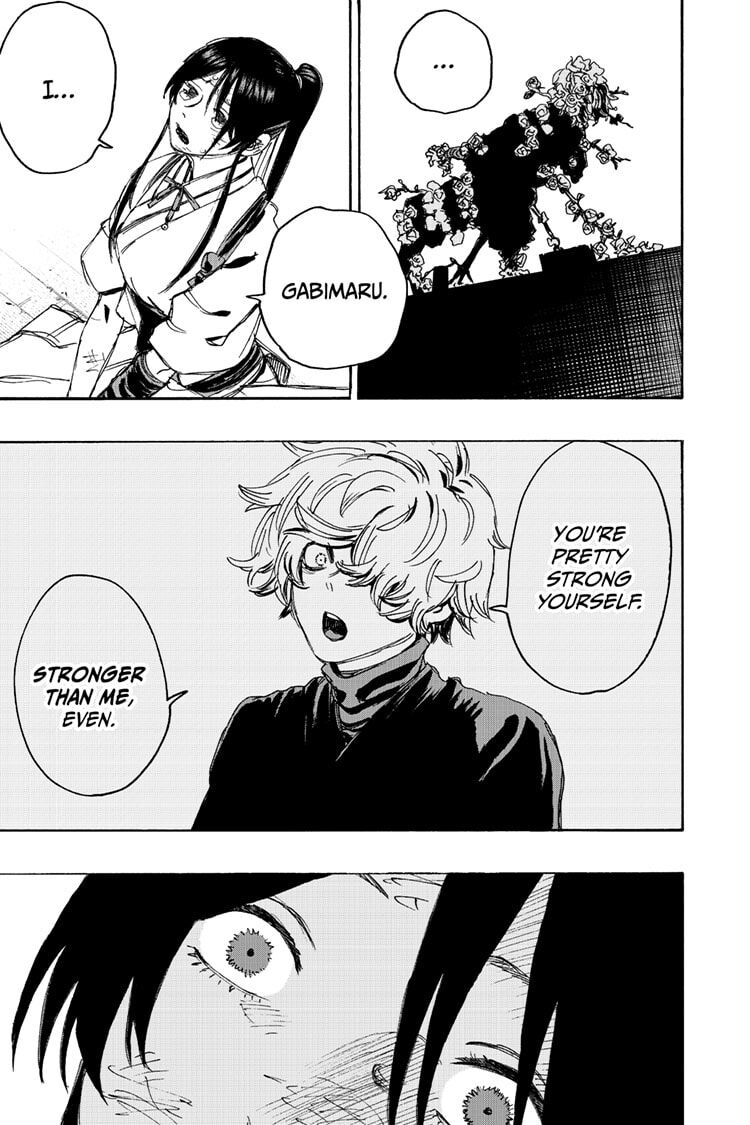 ...
I...
GABIMARU.
YOU'RE
PRETTY
STRONG
YOURSELF.
STRONGER
THAN ME,
EVEN.